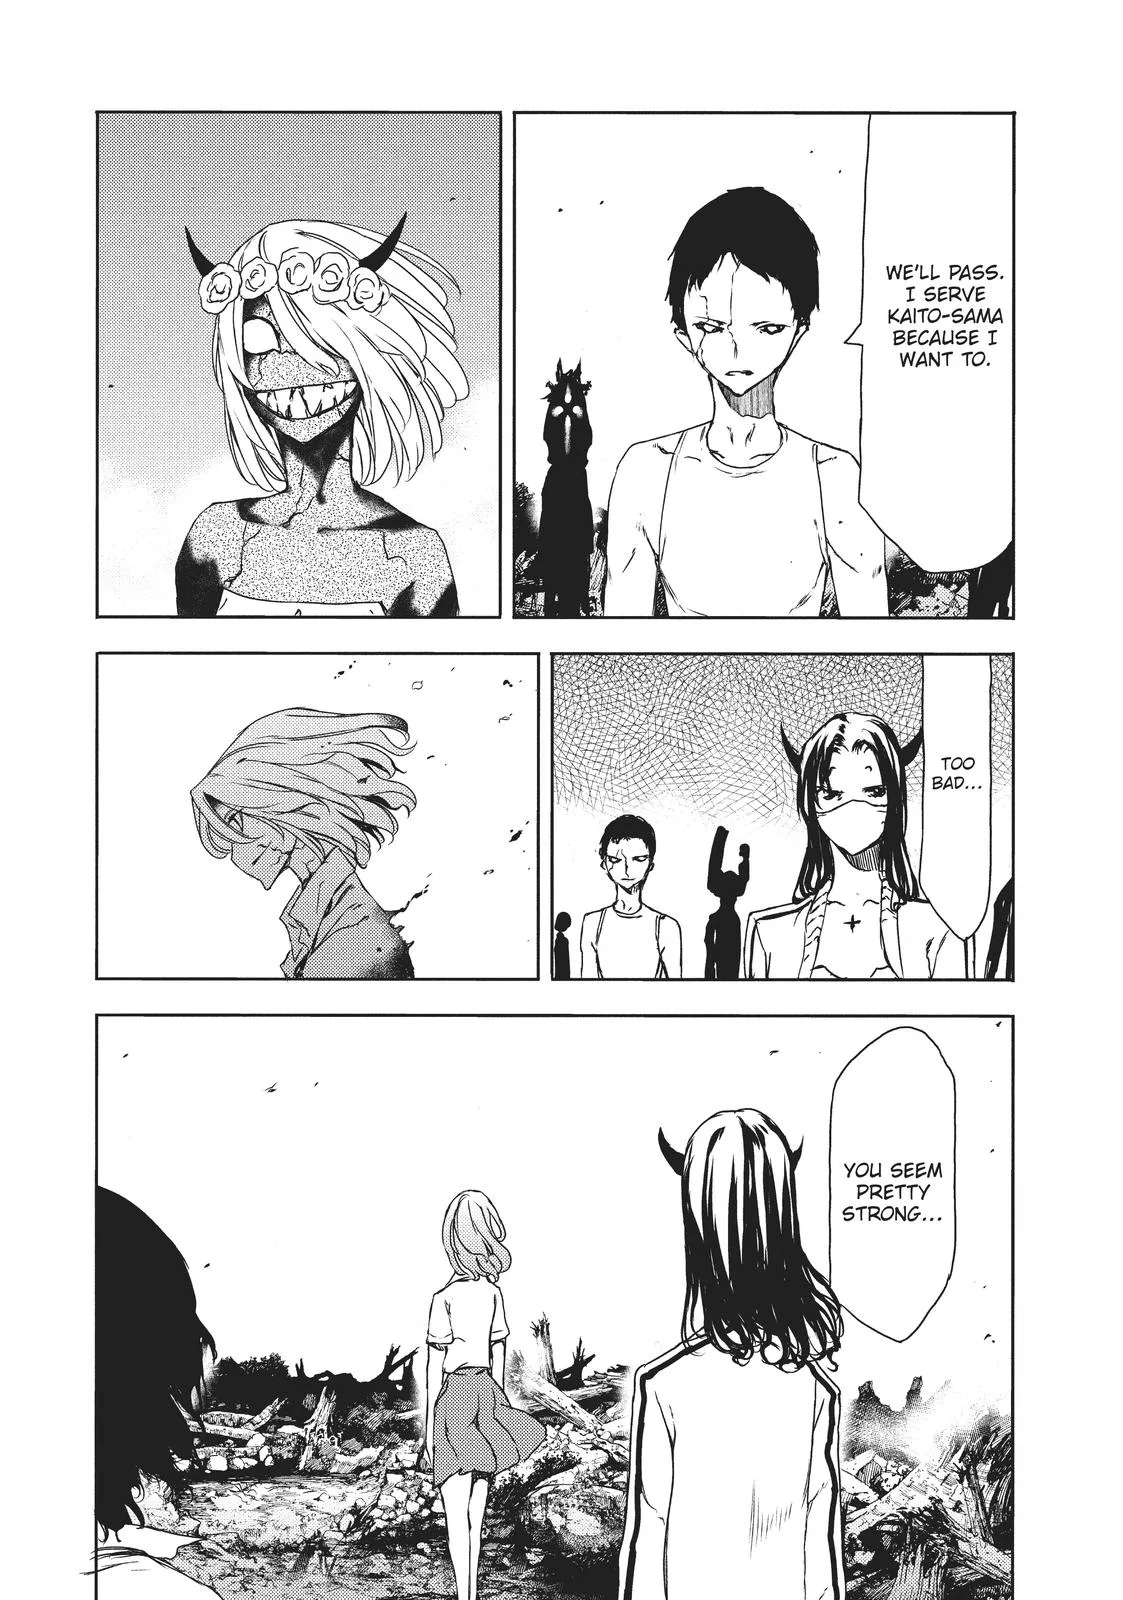 WE'LL PASS.
I SERVE
KAITO-SAMA
BECAUSE I
WANT TO.
TOO
BAD...
YOU SEEM
PRETTY
STRONG...